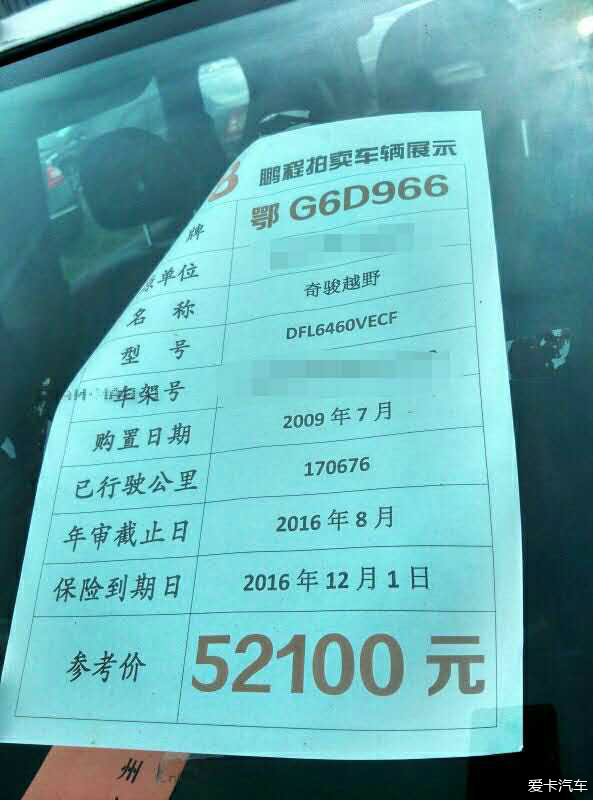 鹏程拍卖车辆展示
牌 鄂 G6D966
单位
名 称 奇骏越野
型 号 DFL6460VECF
车架号
购置日期 2009 年 7 月
已行驶公里 170676
年审截止日 2016 年 8 月
保险到期日 2016 年 12 月 1 日
参考价 52100 元
州
爱卡汽车